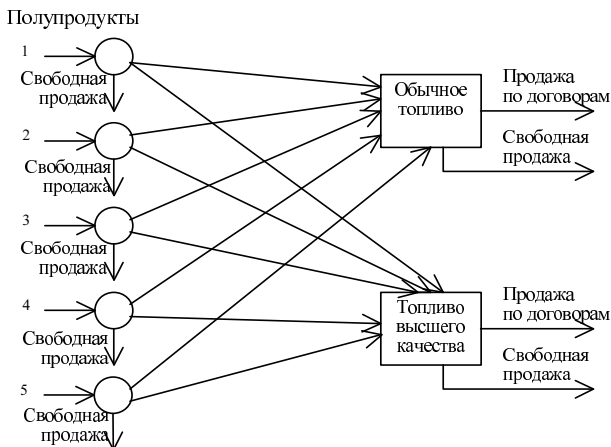 Полупродукты
1
Свободная
продажа
2
Свободная
продажа
3
Свободная
продажа
4
Свободная
продажа
5
Свободная
продажа
Обычное
топливо
Продажа
по договорам
Свободная
продажа
Топливо
высшего
качества
Продажа
по договорам
Свободная
продажа